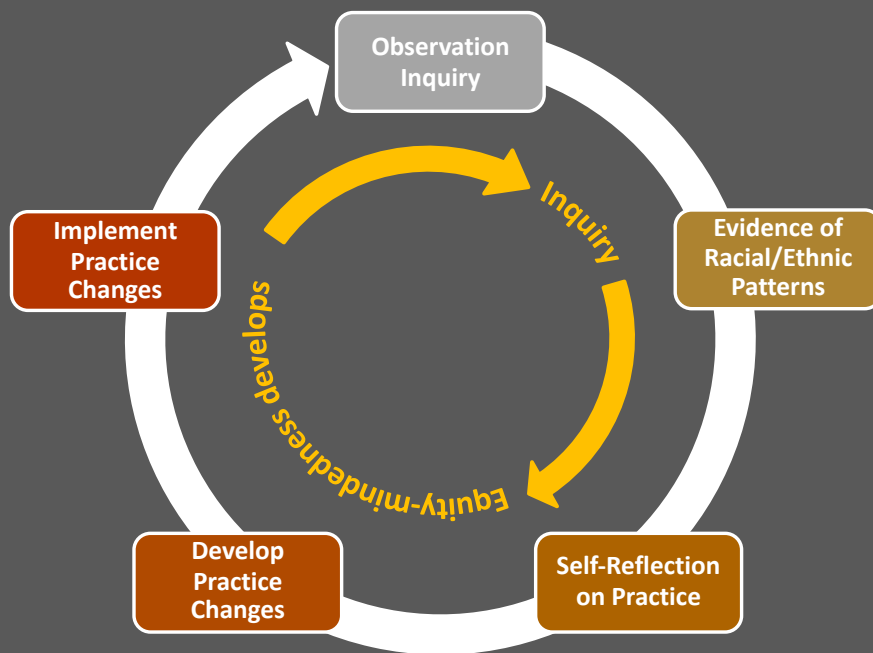 Observation
Inquiry
Evidence of
Racial/Ethnic
Patterns
Self-Reflection
on Practice
Develop
Practice
Changes
Implement
Practice
Changes
Inquiry
Equity-mindedness develops